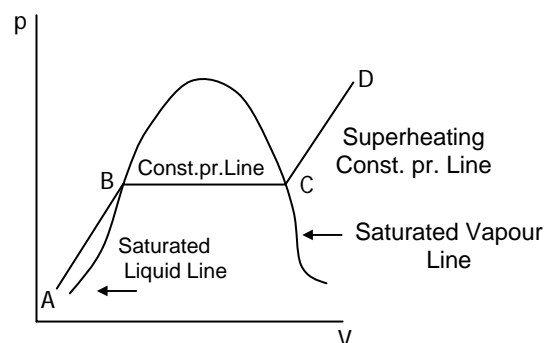 p
D
Superheating
Const. pr. Line
B
Const.pr.Line
C
Saturated
Liquid Line
Saturated Vapour
Line
A
V